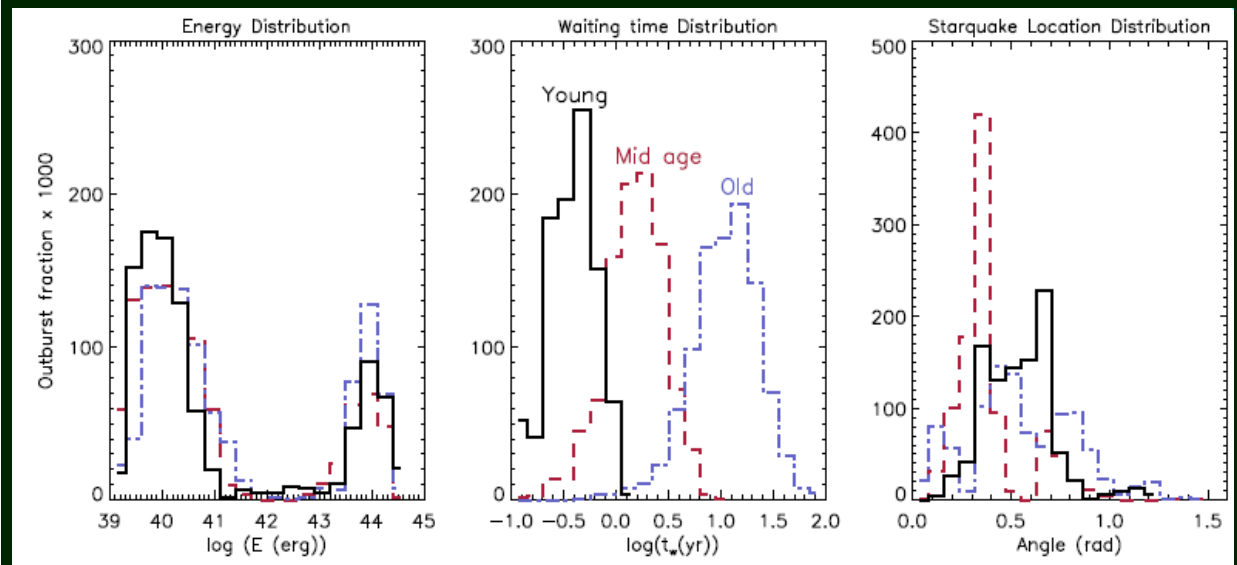 Energy Distribution
Waiting time Distribution
Starquake Location Distribution
Outburst fraction x 1000
300
200
100
0
39 40 41 42 43 44 45
log (E (erg))
300
200
100
0
Young
Mid age
Old
-1.0 -0.5 0.0 0.5 1.0 1.5 2.0
log(tw(yr))
500
400
300
200
100
0
0.0 0.5 1.0 1.5
Angle (rad)